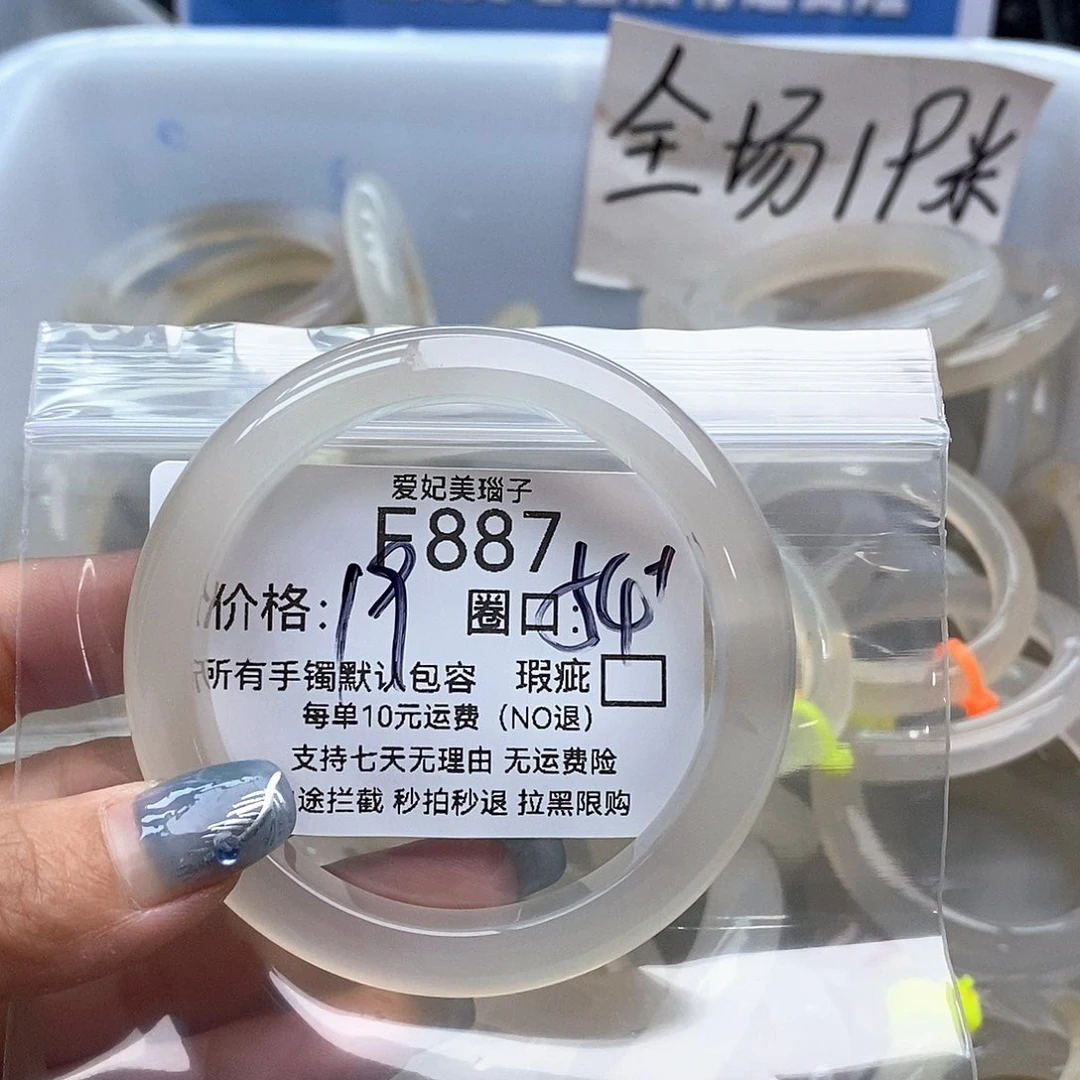 全场19米
爱妃美瑙子
F887
价格:19 圈口:54+
所有手镯默认包容 瑕疵
每单10元运费（NO退）
支持七天无理由 无运费险
途拦截 秒拍秒退 拉黑限购